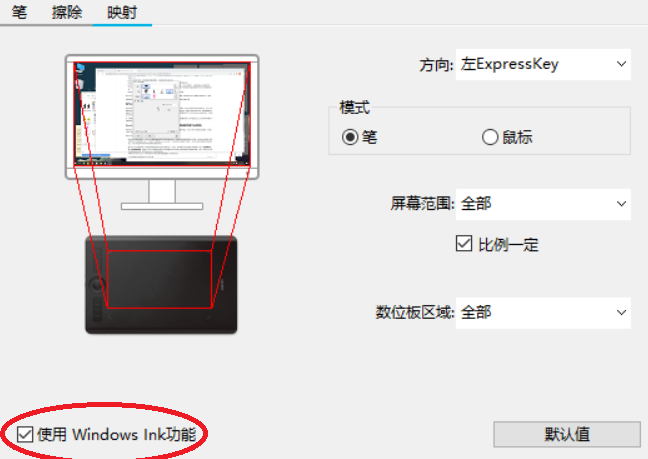 笔 擦除 映射
方向: 左ExpressKey
模式
笔 鼠标
屏幕范围: 全部
比例一定
数位板区域: 全部
使用 Windows Ink功能
默认值